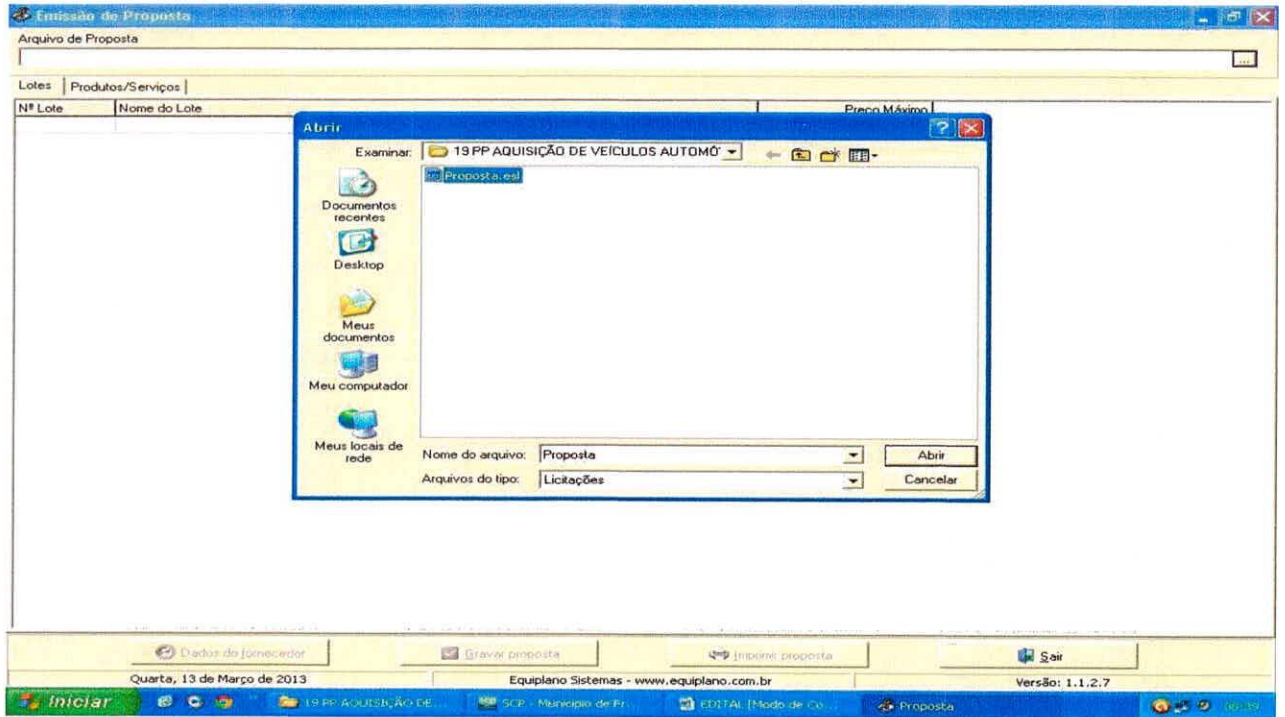 Emissão de Proposta
Arquivo de Proposta
...
Lotes Produtos/Serviços
Nº Lote Nome do Lote Preço Máximo
Abrir
Examinar: 19 PP AQUISIÇÃO DE VEÍCULOS AUTOMÓ
Proposta.esl
Documentos recentes
Desktop
Meus documentos
Meu computador
Meus locais de rede
Nome do arquivo: Proposta Abrir
Arquivos do tipo: Licitações Cancelar
Dados do fornecedor Gravar proposta Imprimir proposta Sair
Quarta, 13 de Março de 2013 Equiplano Sistemas - www.equiplano.com.br Versão: 1.1.2.7
Iniciar 19 PP AQUISIÇÃO DE... SCP - Município de Fr... EDITAL [Modo de Co... Proposta